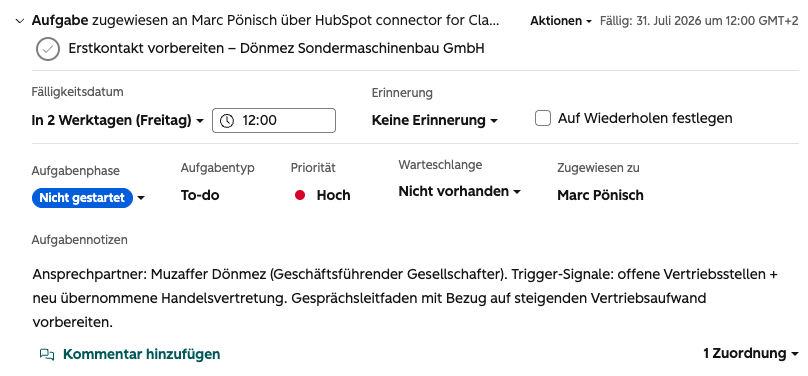 Aufgabe zugewiesen an Marc Pönisch über HubSpot connector for Cla... Aktionen Fällig: 31. Juli 2026 um 12:00 GMT+2
Erstkontakt vorbereiten – Dönmez Sondermaschinenbau GmbH
Fälligkeitsdatum Erinnerung
In 2 Werktagen (Freitag) 12:00 Keine Erinnerung Auf Wiederholen festlegen
Aufgabenphase Aufgabentyp Priorität Warteschlange Zugewiesen zu
Nicht gestartet To-do Hoch Nicht vorhanden Marc Pönisch
Aufgabennotizen
Ansprechpartner: Muzaffer Dönmez (Geschäftsführender Gesellschafter). Trigger-Signale: offene Vertriebsstellen +
neu übernommene Handelsvertretung. Gesprächsleitfaden mit Bezug auf steigenden Vertriebsaufwand
vorbereiten.
Kommentar hinzufügen 1 Zuordnung